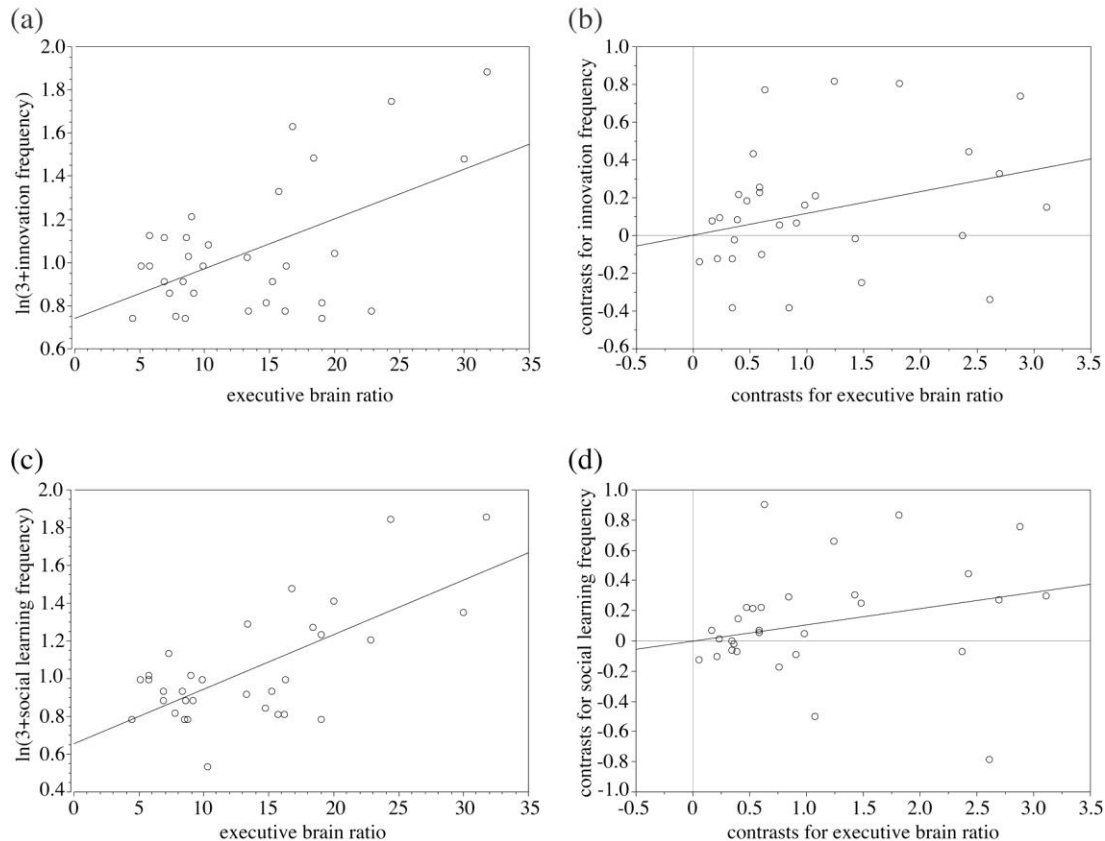 (a)
2.0
1.8
1.6
1.4
1.2
1.0
0.8
0.6
ln(3+innovation frequency)
0 5 10 15 20 25 30 35
executive brain ratio
(b)
1.0
0.8
0.6
0.4
0.2
0
-0.2
-0.4
-0.6
contrasts for innovation frequency
-0.5 0 0.5 1.0 1.5 2.0 2.5 3.0 3.5
contrasts for executive brain ratio
(c)
2.0
1.8
1.6
1.4
1.2
1.0
0.8
0.6
0.4
ln(3+social learning frequency)
0 5 10 15 20 25 30 35
executive brain ratio
(d)
1.0
0.8
0.6
0.4
0.2
0
-0.2
-0.4
-0.6
-0.8
-1.0
contrasts for social learning frequency
-0.5 0 0.5 1.0 1.5 2.0 2.5 3.0 3.5
contrasts for executive brain ratio